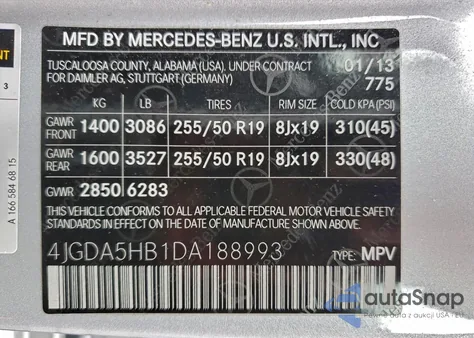 MFD BY MERCEDES-BENZ U.S. INTL., INC
TUSCALOOSA COUNTY, ALABAMA (USA), UNDER CONTRACT 01/13
FOR DAIMLER AG, STUTTGART (GERMANY) 775
KG LB TIRES RIM SIZE COLD KPA (PSI)
GAWR FRONT 1400 3086 255/50 R19 8Jx19 310(45)
GAWR REAR 1600 3527 255/50 R19 8Jx19 330(48)
GWR 2850 6283
THIS VEHICLE CONFORMS TO ALL APPLICABLE FEDERAL MOTOR VEHICLE
SAFETY STANDARDS IN EFFECT ON THE DATE OF MANUFACTURE SHOWN ABOVE.
4JGDA5HB1DA188993 TYPE: MPV
A 166 584 68 15
3
autoSnap